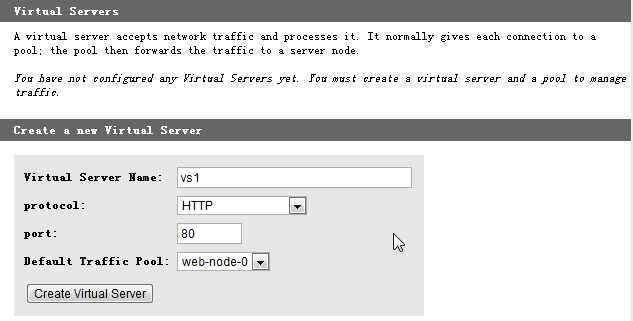 Virtual Servers
A virtual server accepts network traffic and processes it. It normally gives each connection to a
pool; the pool then forwards the traffic to a server node.
You have not configured any Virtual Servers yet. You must create a virtual server and a pool to manage
traffic.
Create a new Virtual Server
Virtual Server Name: vs1
protocol: HTTP
port: 80
Default Traffic Pool: web-node-0
Create Virtual Server